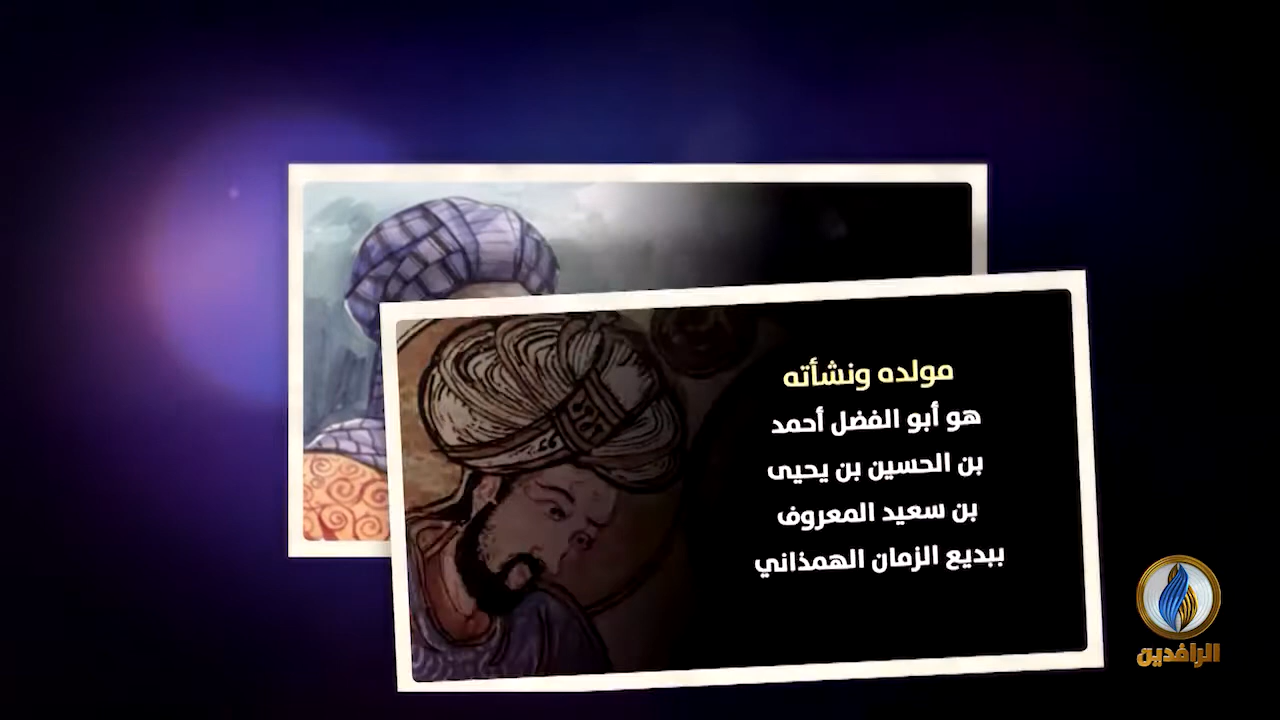 مولده ونشأته
هو أبو الفضل أحمد
بن الحسين بن يحيى
بن سعيد المعروف
ببديع الزمان الهمذاني
الرافدين